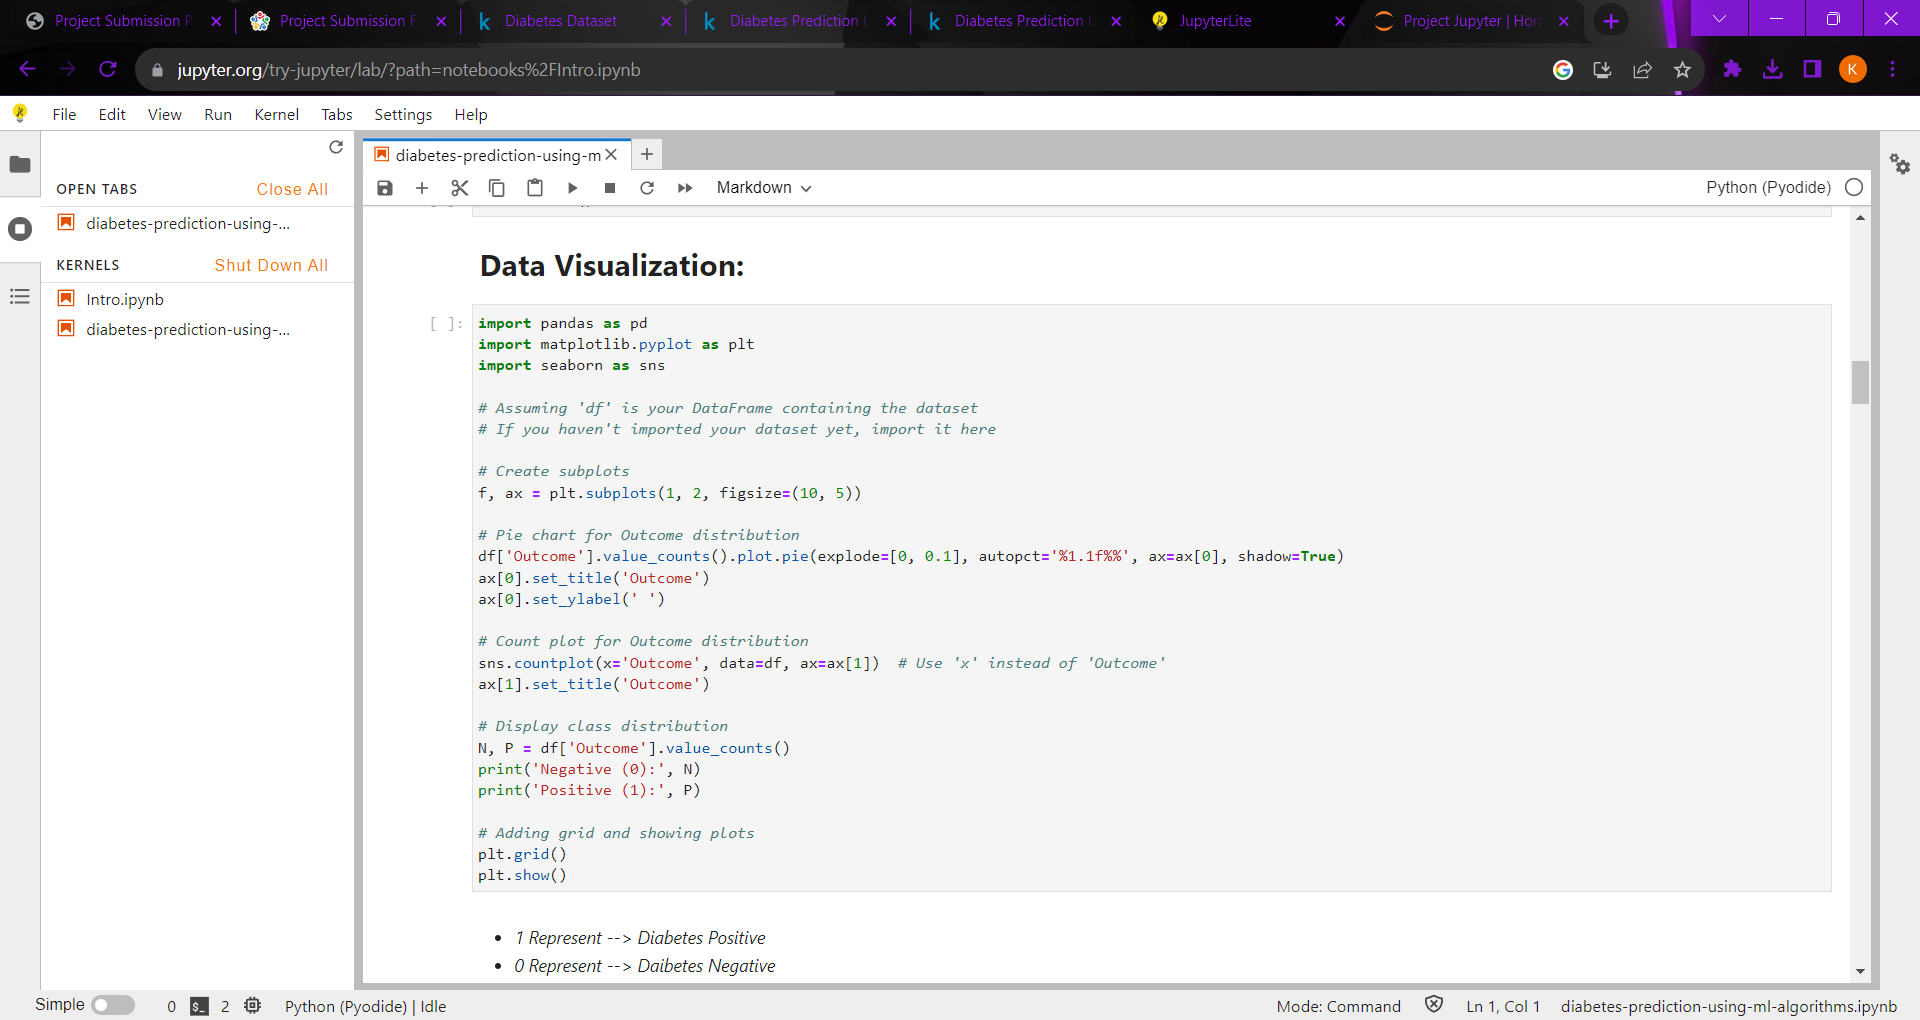 Project Submission P
Project Submission F
Diabetes Dataset
Diabetes Prediction U
Diabetes Prediction U
JupyterLite
Project Jupyter | Hom
jupyter.org/try-jupyter/lab/?path=notebooks%2FIntro.ipynb
K
File Edit View Run Kernel Tabs Settings Help
OPEN TABS
Close All
diabetes-prediction-using-...
KERNELS
Shut Down All
Intro.ipynb
diabetes-prediction-using-...
diabetes-prediction-using-m
Markdown
Python (Pyodide)
Data Visualization:
[ ]:
import pandas as pd
import matplotlib.pyplot as plt
import seaborn as sns
# Assuming 'df' is your DataFrame containing the dataset
# If you haven't imported your dataset yet, import it here
# Create subplots
f, ax = plt.subplots(1, 2, figsize=(10, 5))
# Pie chart for Outcome distribution
df['Outcome'].value_counts().plot.pie(explode=[0, 0.1], autopct='%1.1f%%', ax=ax[0], shadow=True)
ax[0].set_title('Outcome')
ax[0].set_ylabel(' ')
# Count plot for Outcome distribution
sns.countplot(x='Outcome', data=df, ax=ax[1])  # Use 'x' instead of 'Outcome'
ax[1].set_title('Outcome')
# Display class distribution
N, P = df['Outcome'].value_counts()
print('Negative (0):', N)
print('Positive (1):', P)
# Adding grid and showing plots
plt.grid()
plt.show()
• 1 Represent --> Diabetes Positive
• 0 Represent --> Daibetes Negative
Simple
0
$_
2
Python (Pyodide) | Idle
Mode: Command
Ln 1, Col 1
diabetes-prediction-using-ml-algorithms.ipynb